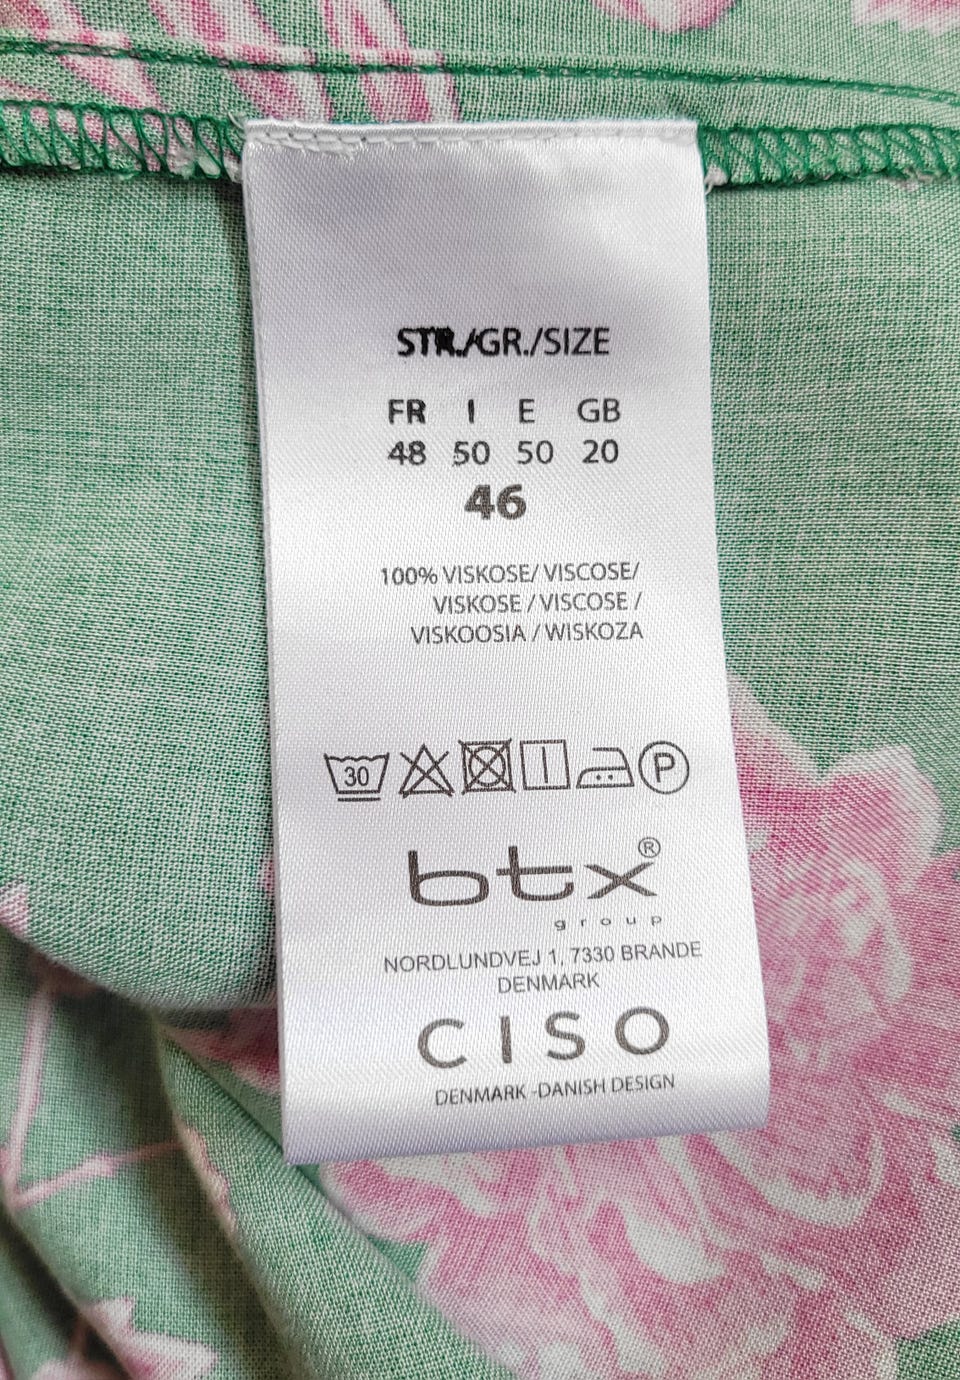 STR./GR./SIZE
FR I E GB
48 50 50 20
46
100% VISKOSE/ VISCOSE/
VISKOSE / VISCOSE /
VISKOOSIA / WISKOZA
30 P
btx®
group
NORDLUNDVEJ 1, 7330 BRANDE
DENMARK
CISO
DENMARK -DANISH DESIGN